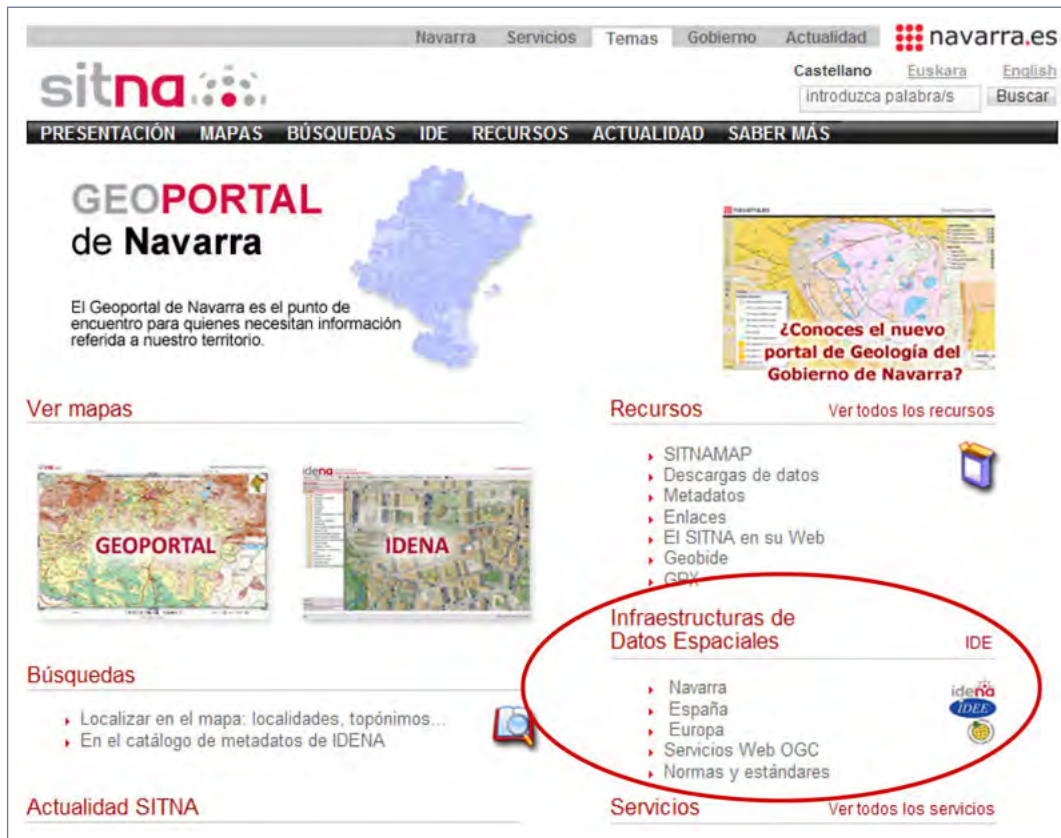 Navarra Servicios Temas Gobierno Actualidad navarra.es
Castellano Euskara English
sitna
introduzca palabra/s Buscar
PRESENTACIÓN MAPAS BÚSQUEDAS IDE RECURSOS ACTUALIDAD SABER MÁS
GEOPORTAL
de Navarra
El Geoportal de Navarra es el punto de
encuentro para quienes necesitan información
referida a nuestro territorio.
navarra.es
¿Conoces el nuevo
portal de Geología del
Gobierno de Navarra?
Ver mapas
GEOPORTAL
idena
IDENA
Recursos Ver todos los recursos
SITNAMAP
Descargas de datos
Metadatos
Enlaces
El SITNA en su Web
Geobide
GPX
Infraestructuras de
Datos Espaciales IDE
Navarra
España
Europa
Servicios Web OGC
Normas y estándares
idena
IDEE
Búsquedas
Localizar en el mapa: localidades, topónimos...
En el catálogo de metadatos de IDENA
Actualidad SITNA
Servicios Ver todos los servicios